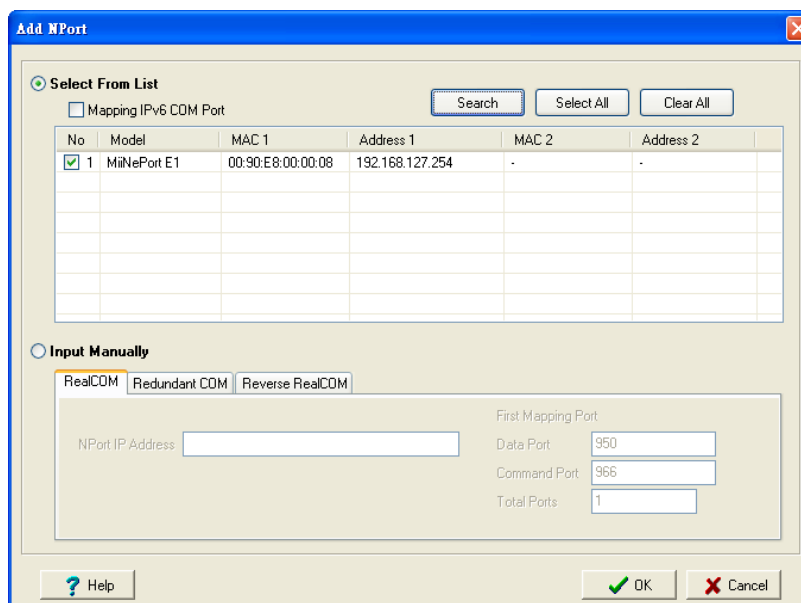 Add NPort
Select From List
Mapping IPv6 COM Port
Search Select All Clear All
No Model MAC 1 Address 1 MAC 2 Address 2
1 MiiNePort E1 00:90:E8:00:00:08 192.168.127.254 - -
Input Manually
RealCOM Redundant COM Reverse RealCOM
First Mapping Port
NPort IP Address Data Port 950
Command Port 966
Total Ports 1
? Help OK Cancel